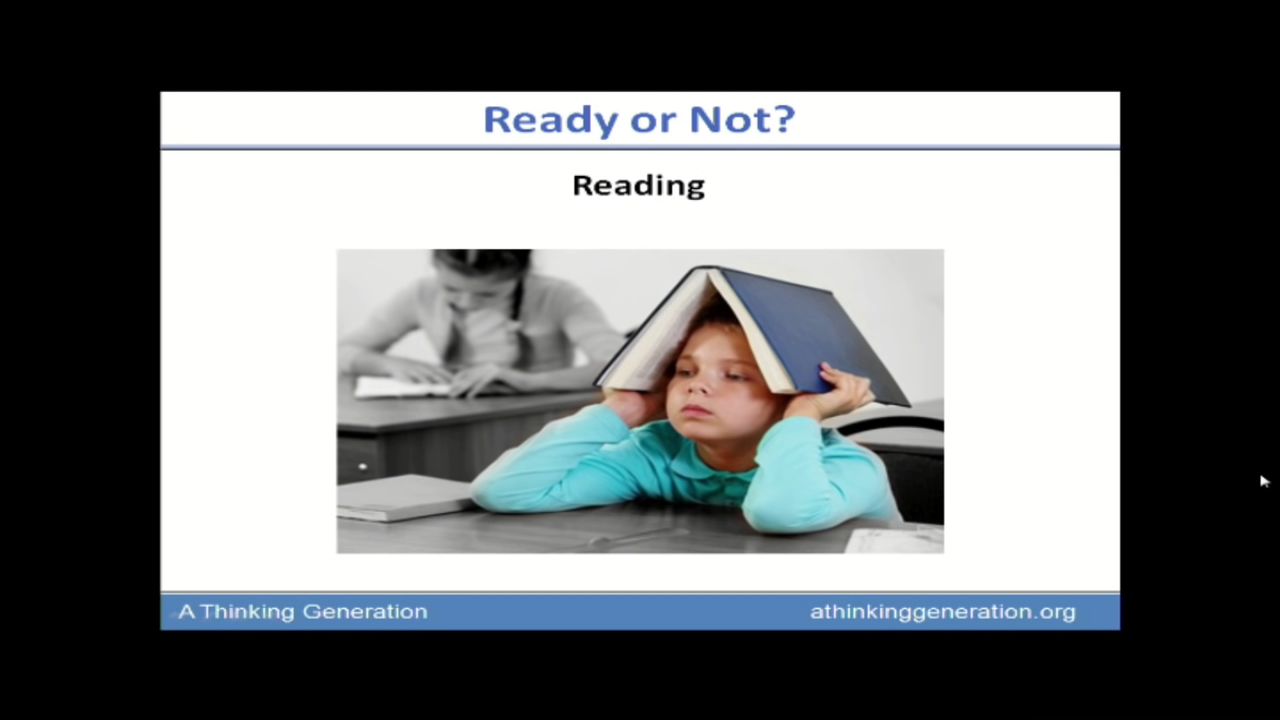 Ready or Not?
Reading
A Thinking Generation
athinkinggeneration.org